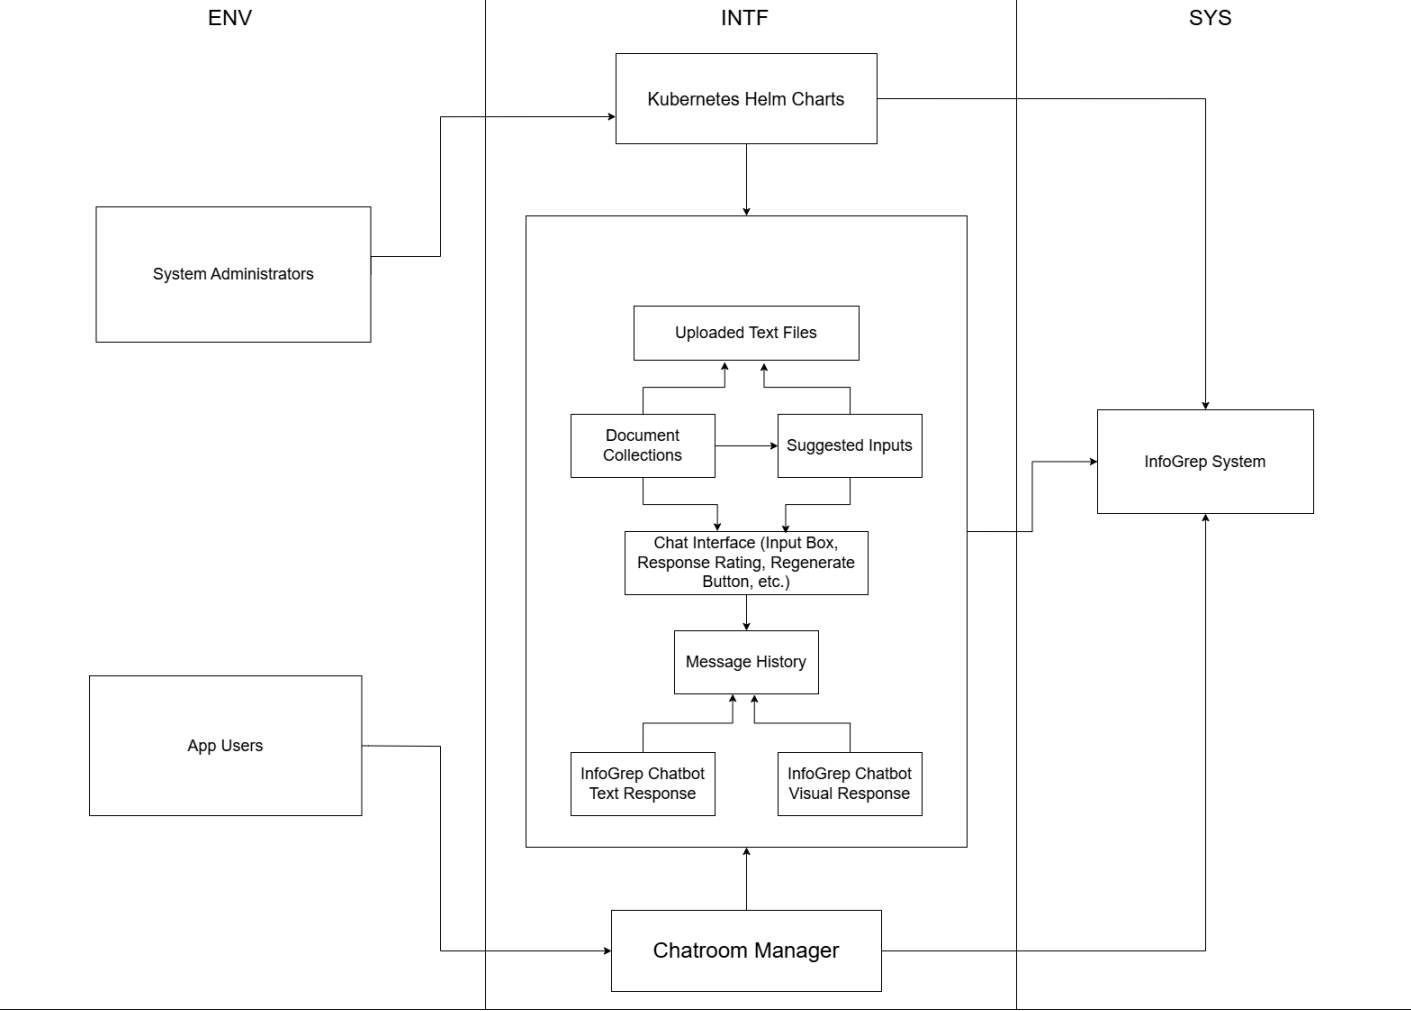 ENV
INTF
SYS
Kubernetes Helm Charts
System Administrators
Uploaded Text Files
Document
Collections
Suggested Inputs
InfoGrep System
Chat Interface (Input Box,
Response Rating, Regenerate
Button, etc.)
Message History
App Users
InfoGrep Chatbot
Text Response
InfoGrep Chatbot
Visual Response
Chatroom Manager